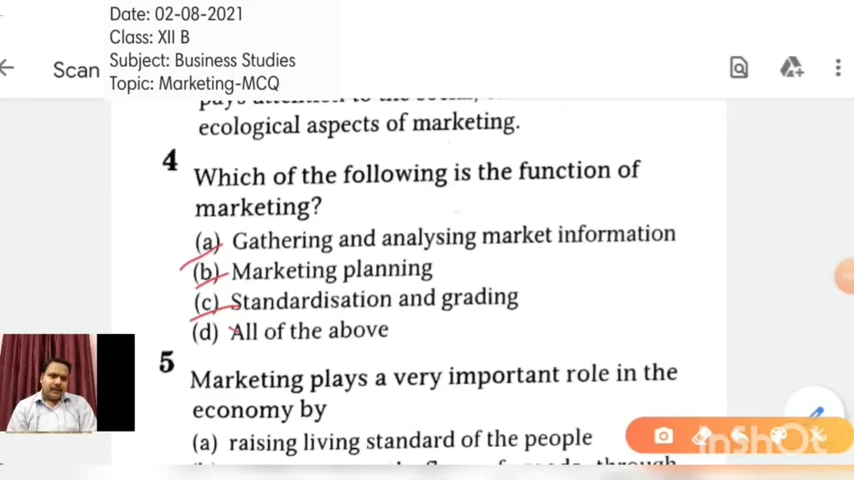 Date: 02-08-2021
Class: XII B
Subject: Business Studies
Topic: Marketing-MCQ
Scan
ecological aspects of marketing.
4
Which of the following is the function of
marketing?
(a) Gathering and analysing market information
(b) Marketing planning
(c) Standardisation and grading
(d) All of the above
5
Marketing plays a very important role in the
economy by
(a) raising living standard of the people
InShOt